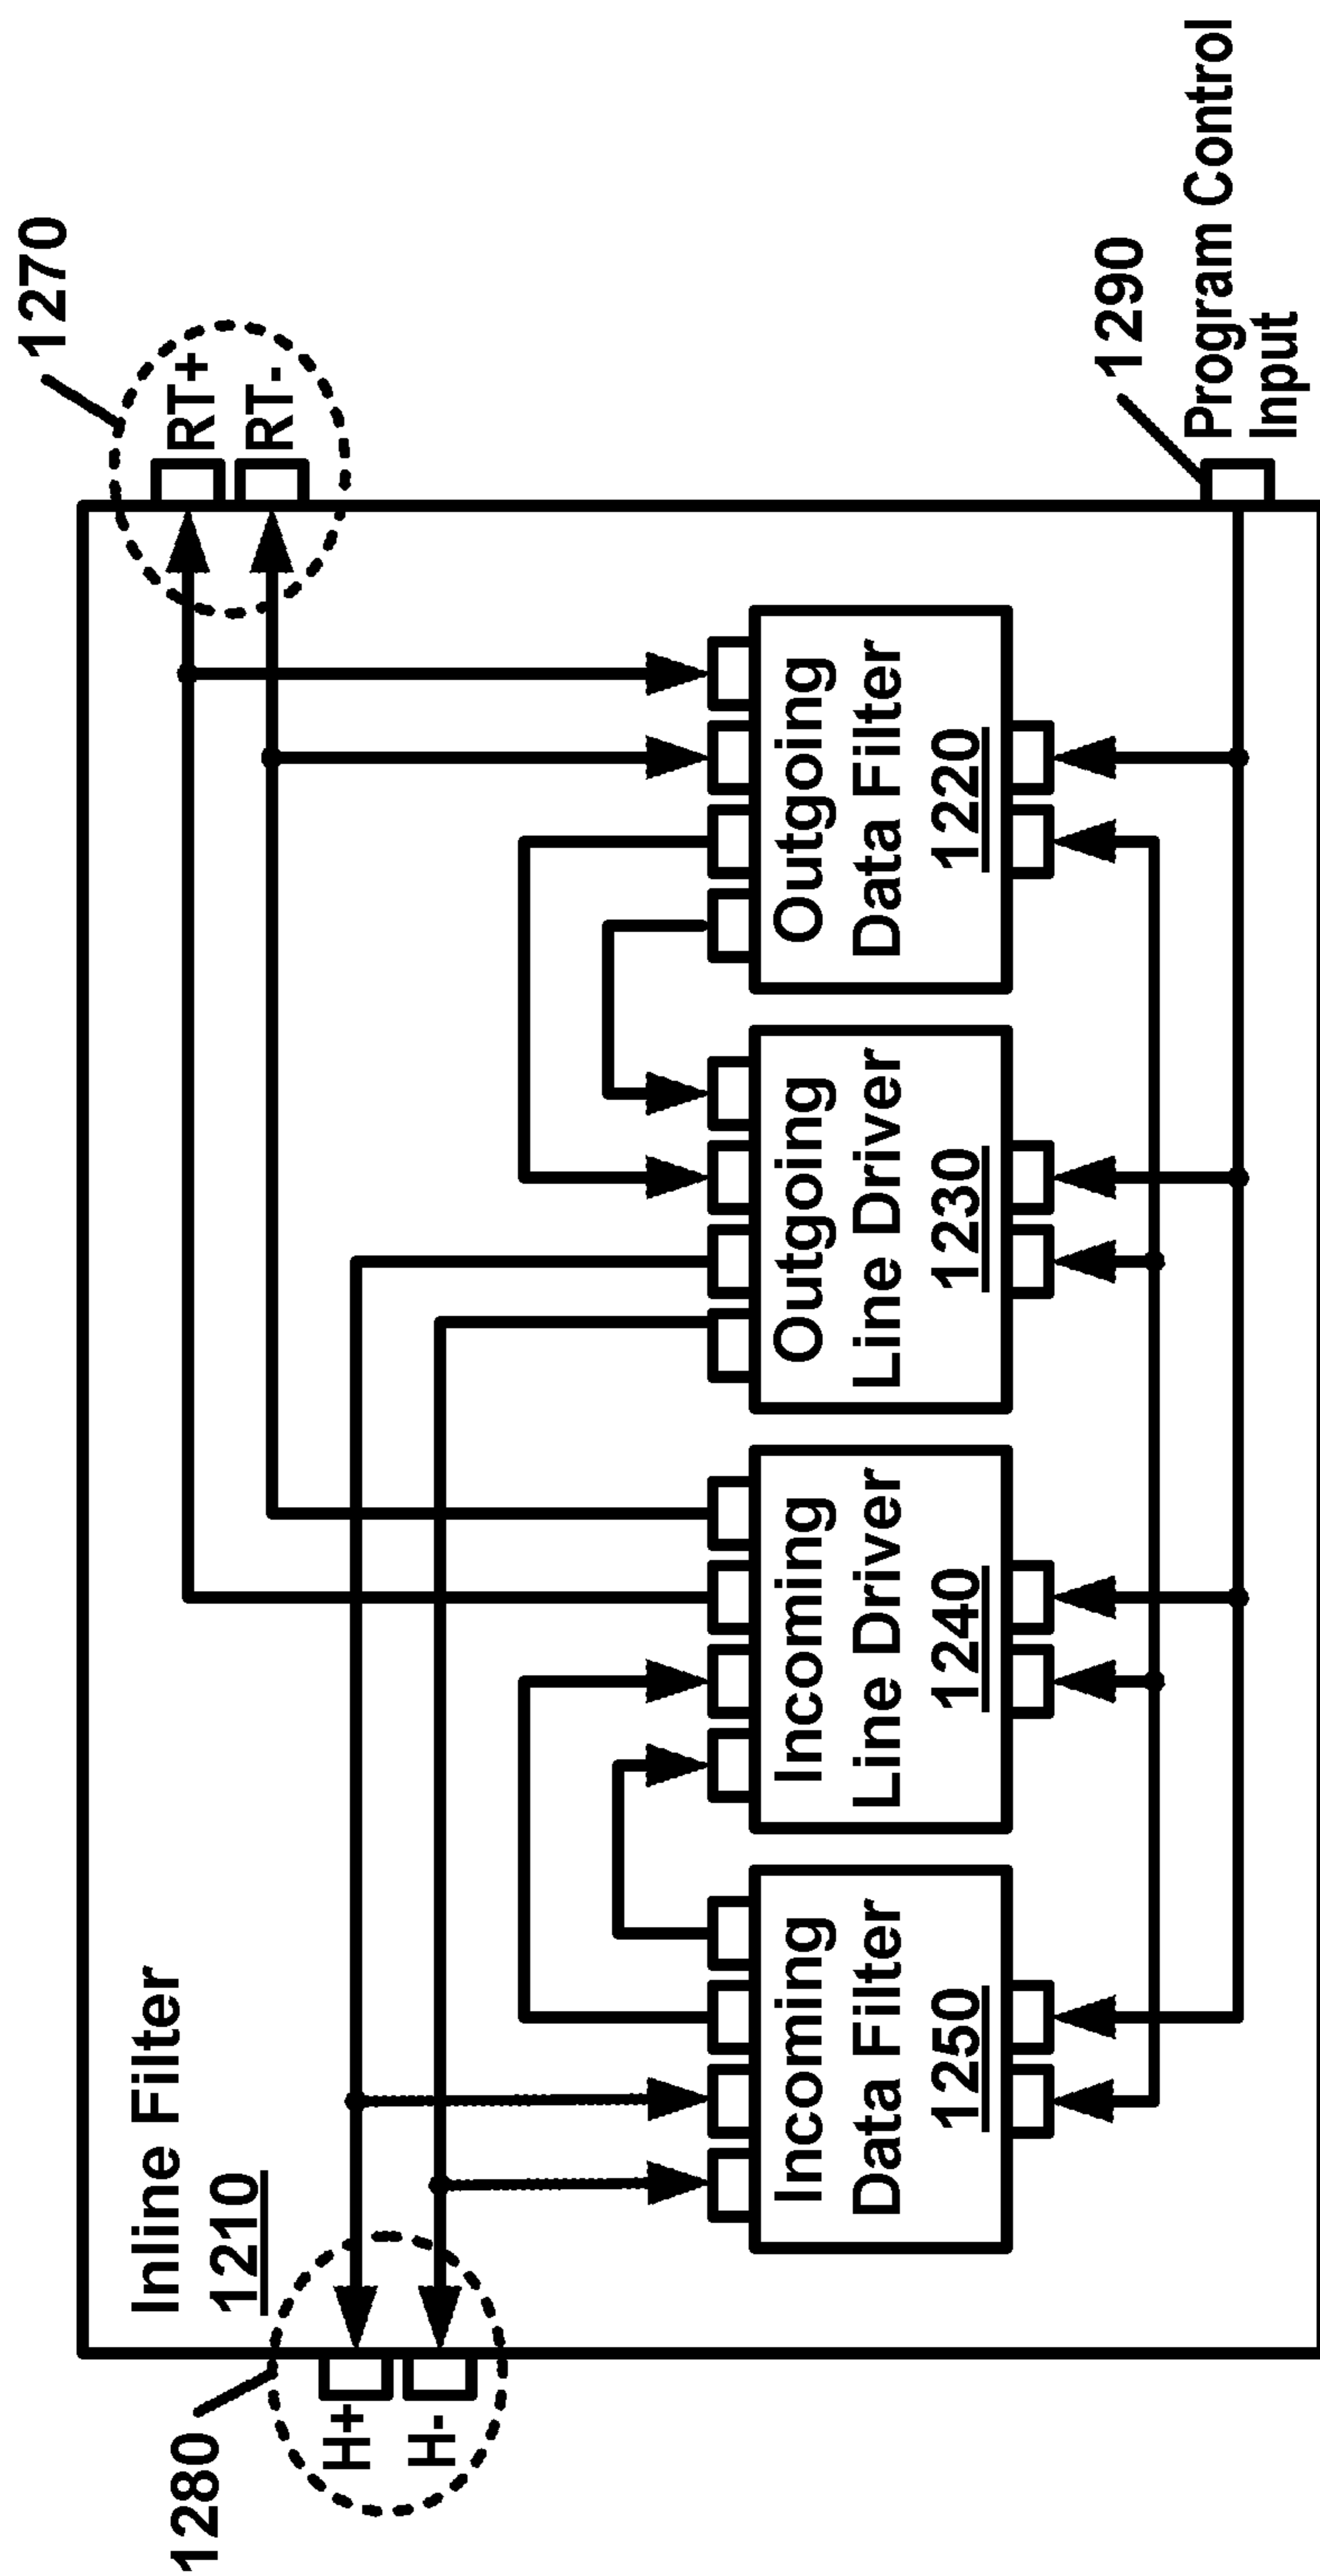 Inline Filter
1210
1280
H+
H-
1270
RT+
RT-
Incoming
Data Filter
1250
Incoming
Line Driver
1240
Outgoing
Line Driver
1230
Outgoing
Data Filter
1220
1290
Program Control
Input